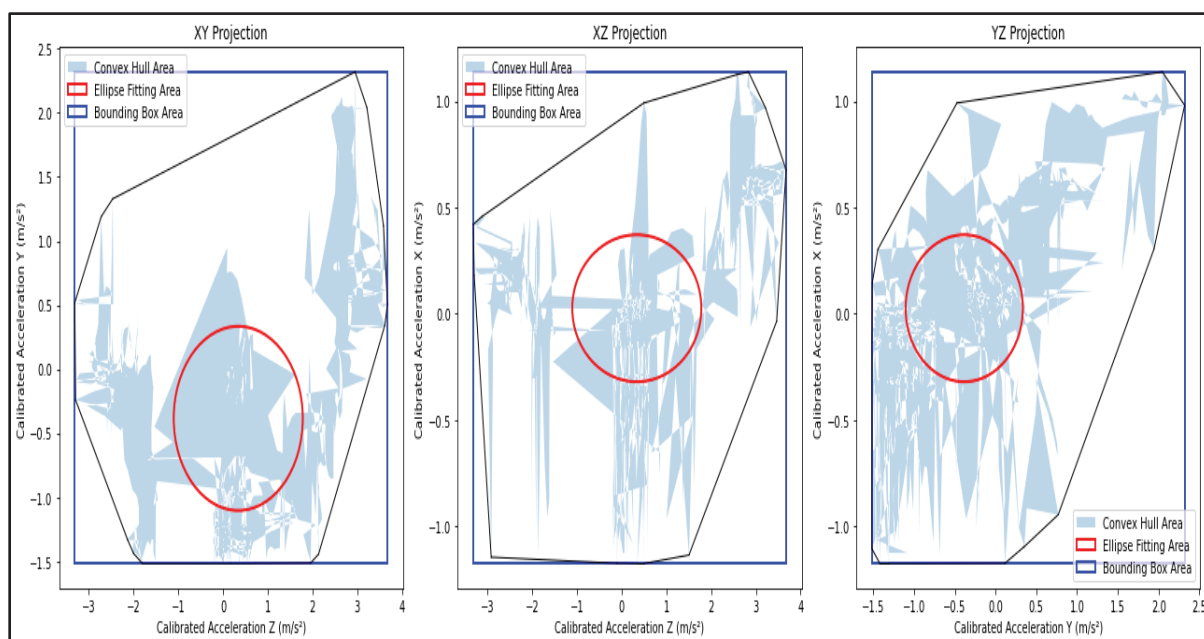 XY Projection
Convex Hull Area
Ellipse Fitting Area
Bounding Box Area
2.5
2.0
1.5
1.0
0.5
0.0
−0.5
−1.0
−1.5
Calibrated Acceleration Y (m/s²)
−3
−2
−1
0
1
2
3
4
Calibrated Acceleration Z (m/s²)
XZ Projection
Convex Hull Area
Ellipse Fitting Area
Bounding Box Area
1.0
0.5
0.0
−0.5
−1.0
Calibrated Acceleration X (m/s²)
−3
−2
−1
0
1
2
3
4
Calibrated Acceleration Z (m/s²)
YZ Projection
1.0
0.5
0.0
−0.5
−1.0
Calibrated Acceleration X (m/s²)
Convex Hull Area
Ellipse Fitting Area
Bounding Box Area
−1.5
−1.0
−0.5
0.0
0.5
1.0
1.5
2.0
2.5
Calibrated Acceleration Y (m/s²)